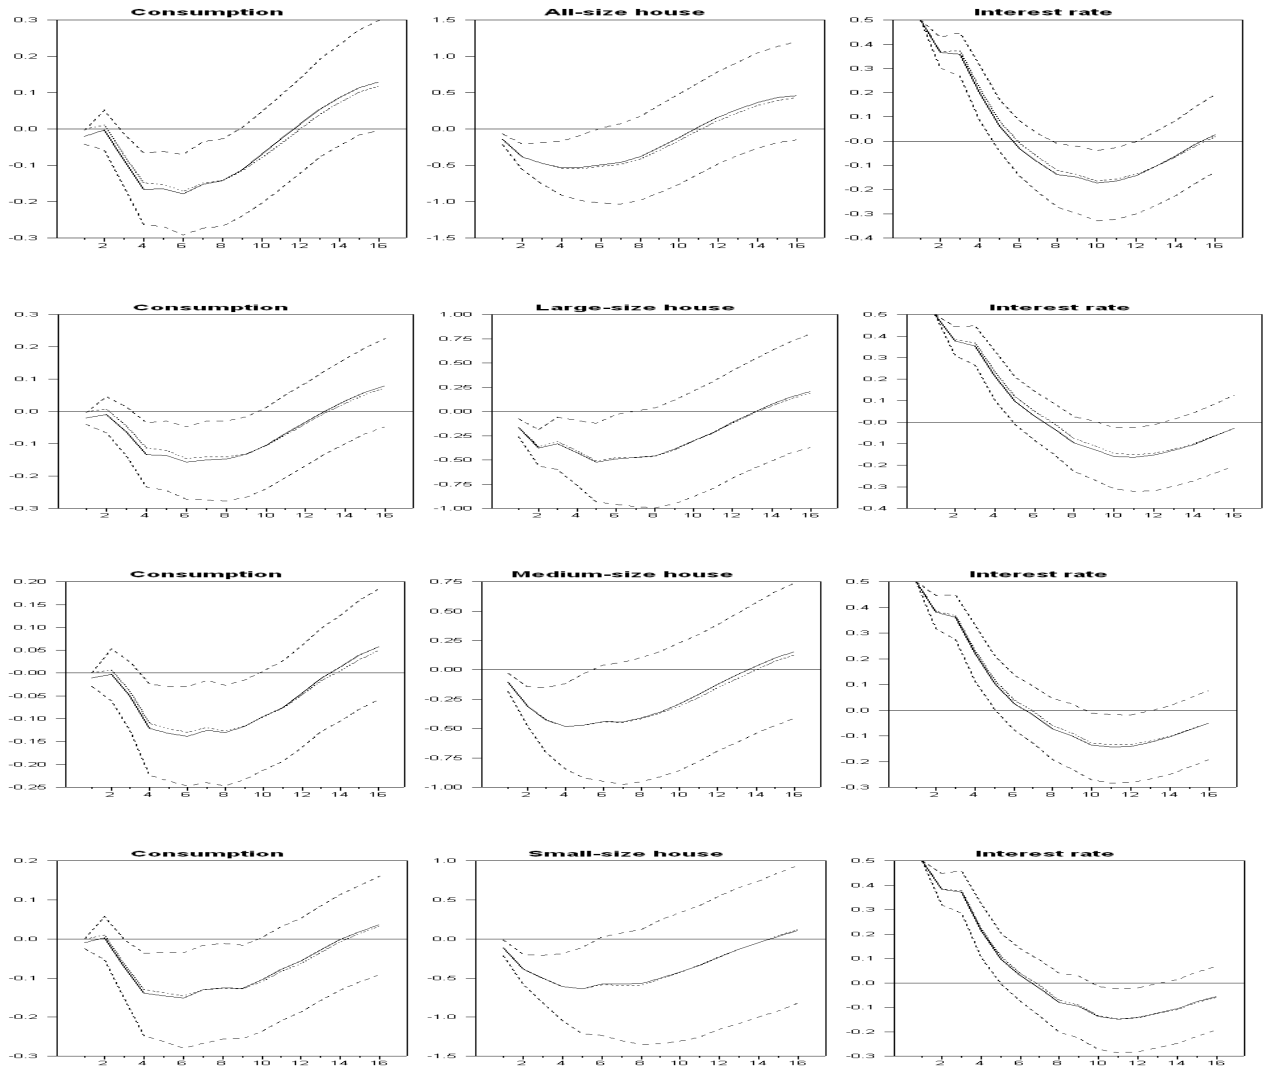 Consumption All-size house Interest rate
0.3 1.5 0.5
0.2 1.0 0.4
0.1 0.5 0.3
0.0 0.0 0.2
-0.1 -0.5 0.1
-0.2 -1.0 -0.0
-0.3 -1.5 -0.1
-0.2
-0.3
-0.4
2 4 6 8 10 12 14 16 2 4 6 8 10 12 14 16 2 4 6 8 10 12 14 16
Consumption Large-size house Interest rate
0.3 1.00 0.5
0.2 0.75 0.4
0.1 0.50 0.3
0.0 0.25 0.2
-0.1 0.00 0.1
-0.2 -0.25 -0.0
-0.3 -0.50 -0.1
-0.75 -0.2
-1.00 -0.3
-0.4
2 4 6 8 10 12 14 16 2 4 6 8 10 12 14 16 2 4 6 8 10 12 14 16
Consumption Medium-size house Interest rate
0.20 0.75 0.5
0.15 0.50 0.4
0.10 0.25 0.3
0.05 0.00 0.2
-0.00 -0.25 0.1
-0.05 -0.50 0.0
-0.10 -0.75 -0.1
-0.15 -1.00 -0.2
-0.20 -0.3
-0.25
2 4 6 8 10 12 14 16 2 4 6 8 10 12 14 16 2 4 6 8 10 12 14 16
Consumption Small-size house Interest rate
0.2 1.0 0.5
0.1 0.5 0.4
0.0 0.0 0.3
-0.1 -0.5 0.2
-0.2 -1.0 0.1
-0.3 -1.5 0.0
-0.1
-0.2
-0.3
2 4 6 8 10 12 14 16 2 4 6 8 10 12 14 16 2 4 6 8 10 12 14 16